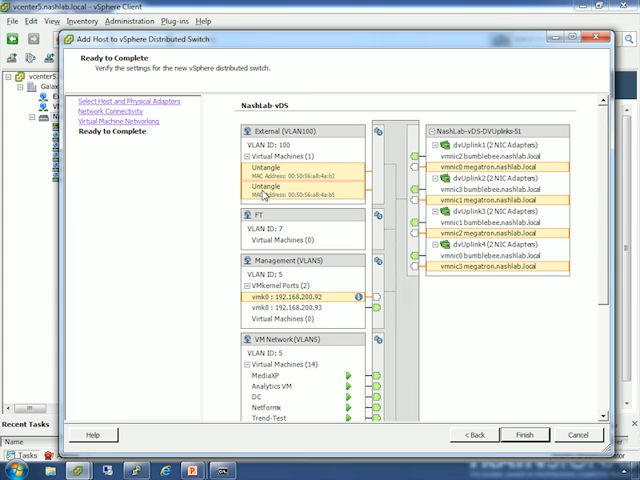 vcenter5.nashlab.local - vSphere Client
File Edit View Inventory Administration Plug-ins Help
Add Host to vSphere Distributed Switch
Ready to Complete
Verify the settings for the new vSphere distributed switch.
Select Host and Physical Adapters
Network Connectivity
Virtual Machine Networking
Ready to Complete
NashLab-vDS
External (VLAN100)
VLAN ID: 100
Virtual Machines (1)
Untangle
MAC Address: 00:50:56:a8:4a:b2
Untangle
MAC Address: 00:50:56:a8:4a:b5
FT
VLAN ID: 7
Virtual Machines (0)
Management (VLAN5)
VLAN ID: 5
VMkernel Ports (2)
vmk0 : 192.168.200.92
vmk0 : 192.168.200.93
Virtual Machines (0)
VM Network (VLAN5)
VLAN ID: 5
Virtual Machines (14)
MediaXP
Analytics VM
DC
Netformx
Trend-Test
NashLab-vDS-DVUplinks-51
dvUplink1 (2 NIC Adapters)
vmnic2 bumblebee.nashlab.local
vmnic0 megatron.nashlab.local
dvUplink2 (2 NIC Adapters)
vmnic3 bumblebee.nashlab.local
vmnic1 megatron.nashlab.local
dvUplink3 (2 NIC Adapters)
vmnic1 bumblebee.nashlab.local
vmnic2 megatron.nashlab.local
dvUplink4 (2 NIC Adapters)
vmnic0 bumblebee.nashlab.local
vmnic3 megatron.nashlab.local
Help
< Back
Finish
Cancel
Recent Tasks
Name
Tasks